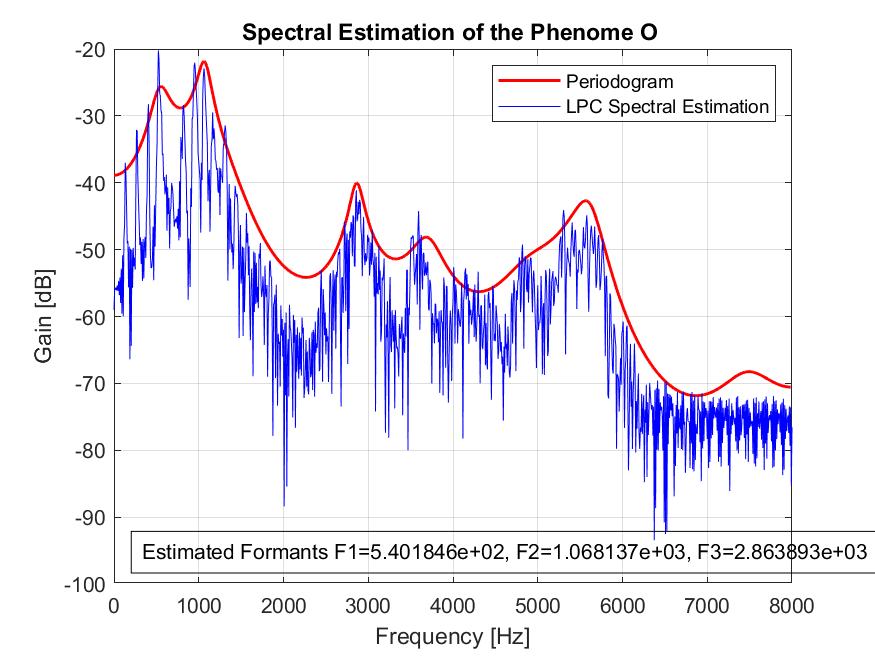 Spectral Estimation of the Phenome O
Periodogram
LPC Spectral Estimation
Gain [dB]
-20
-30
-40
-50
-60
-70
-80
-90
-100
Estimated Formants F1=5.401846e+02, F2=1.068137e+03, F3=2.863893e+03
0 1000 2000 3000 4000 5000 6000 7000 8000
Frequency [Hz]